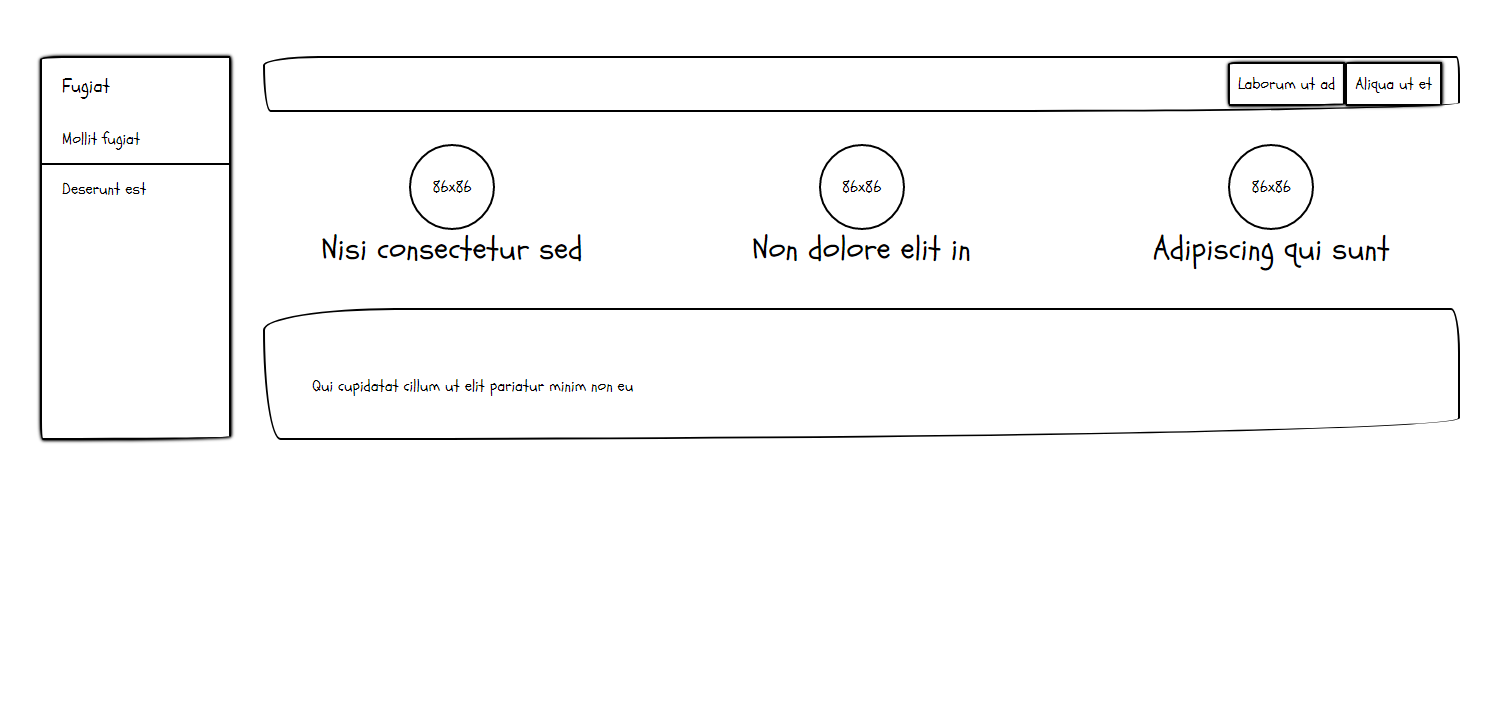 Fugiat
Mollit fugiat
Deserunt est
Laborum ut ad
Aliqua ut et
86x86
86x86
86x86
Nisi consectetur sed
Non dolore elit in
Adipiscing qui sunt
Qui cupidatat cillum ut elit pariatur minim non eu